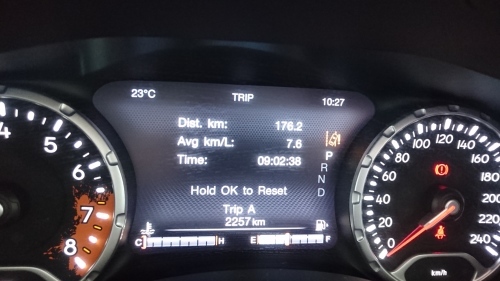 23°C TRIP 10:27
Dist. km: 176.2
Avg km/L: 7.6
Time: 09:02:38
P
R
N
D
Hold OK to Reset
Trip A
2257 km
C H E F
4
5
6
7
8
0
20
40
60
80
100
120
140
160
180
200
220
240
km/h